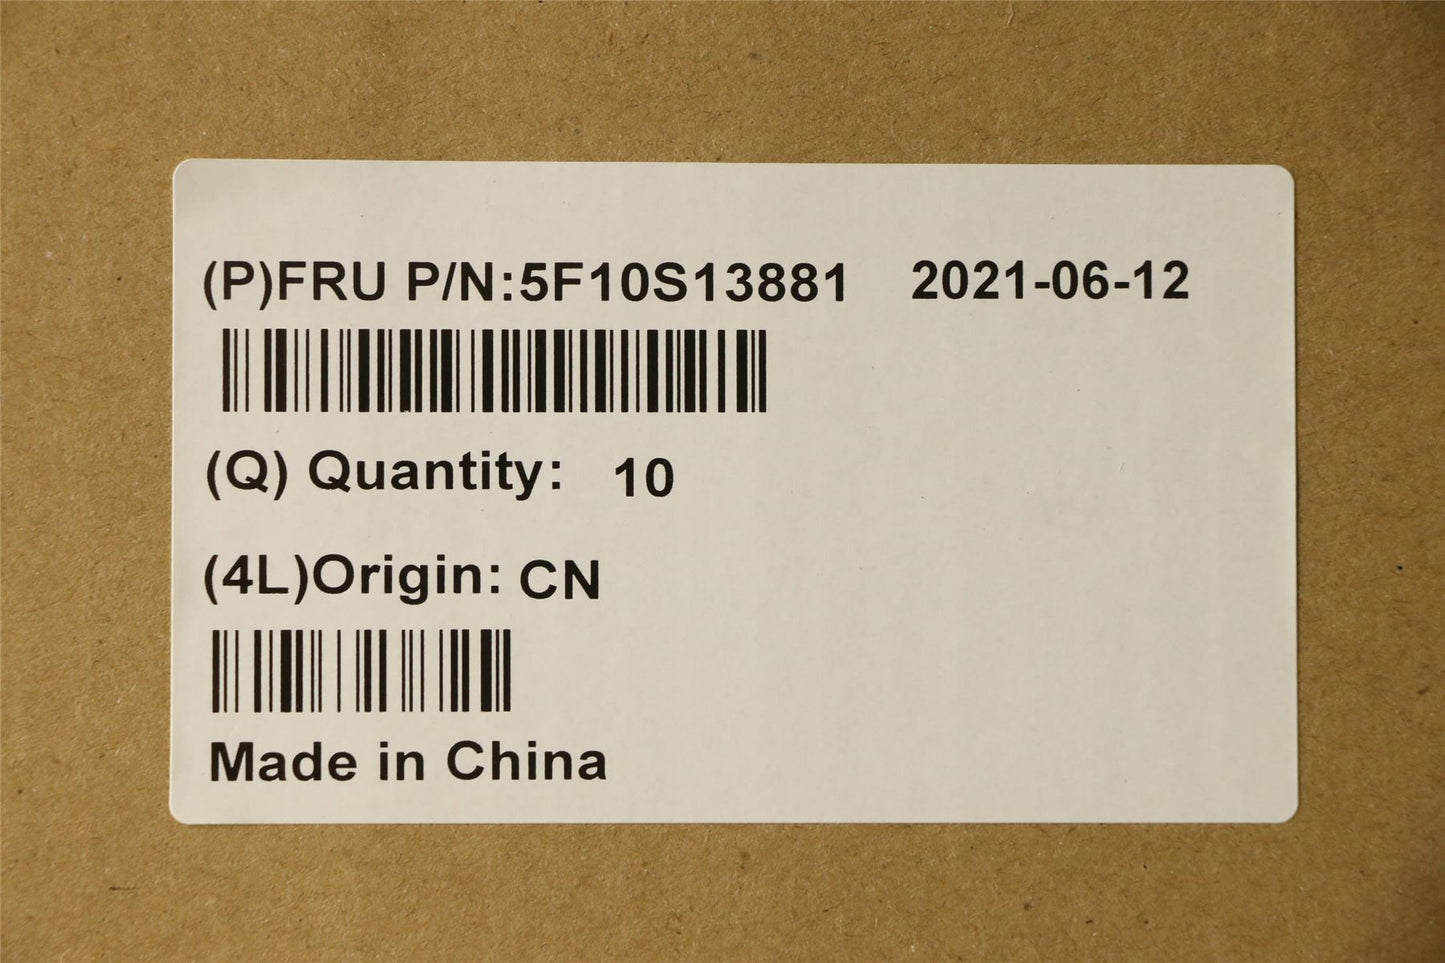 (P)FRU P/N:5F10S13881 2021-06-12
(Q) Quantity: 10
(4L)Origin: CN
Made in China